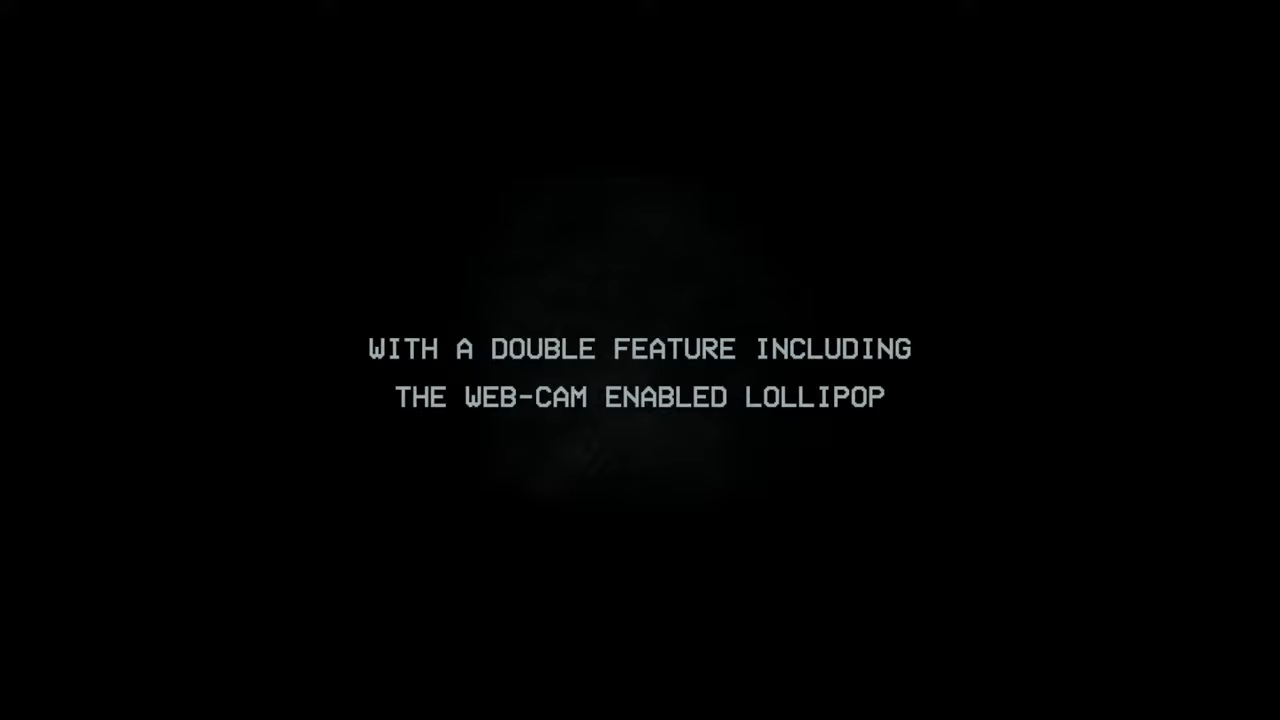 WITH A DOUBLE FEATURE INCLUDING
THE WEB-CAM ENABLED LOLLIPOP